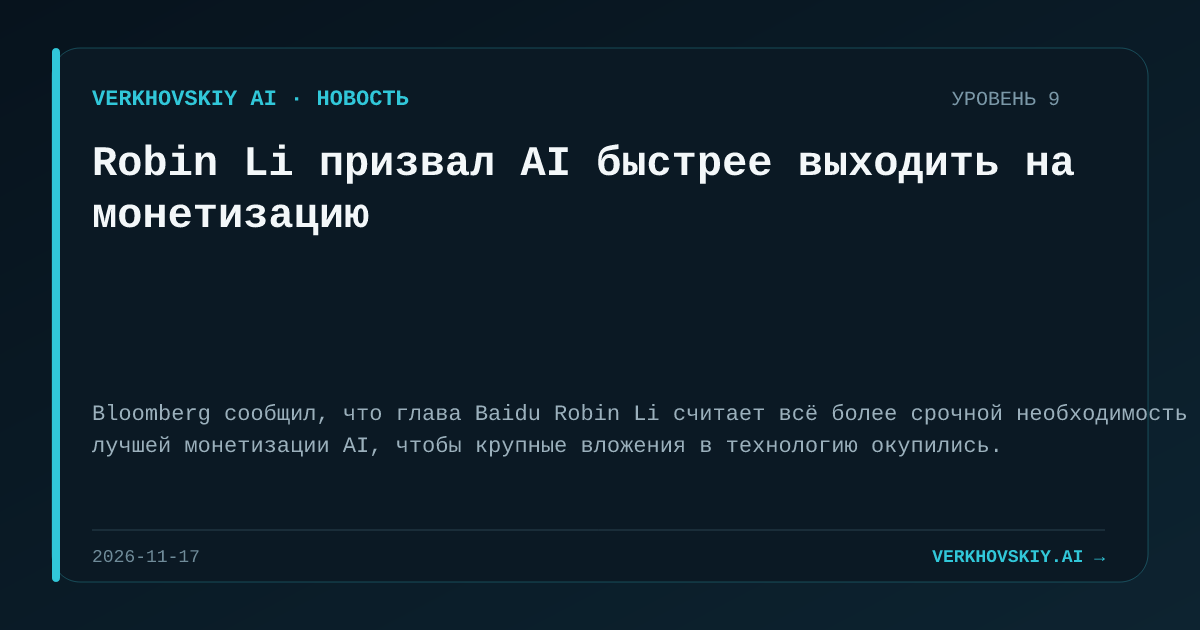 VERKHOVSKIY AI · НОВОСТЬ
УРОВЕНЬ 9
Robin Li призвал AI быстрее выходить на
монетизацию
Bloomberg сообщил, что глава Baidu Robin Li считает всё более срочной необходимость
лучшей монетизации AI, чтобы крупные вложения в технологию окупились.
2026-11-17
VERKHOVSKIY.AI →